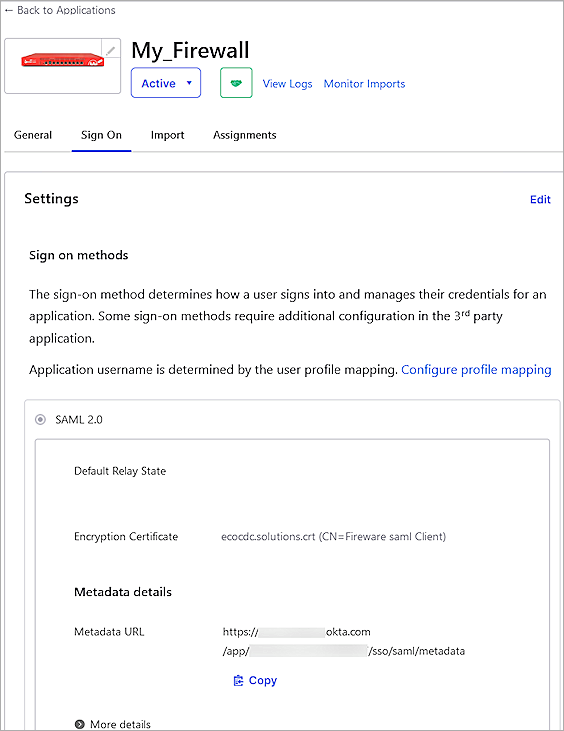 ← Back to Applications
My_Firewall
Active
View Logs
Monitor Imports
General
Sign On
Import
Assignments
Settings
Edit
Sign on methods
The sign-on method determines how a user signs into and manages their credentials for an
application. Some sign-on methods require additional configuration in the 3rd party
application.
Application username is determined by the user profile mapping. Configure profile mapping
SAML 2.0
Default Relay State
Encryption Certificate
ecocdc.solutions.crt (CN=Fireware saml Client)
Metadata details
Metadata URL
https:// okta.com
/app/ /sso/saml/metadata
Copy
More details